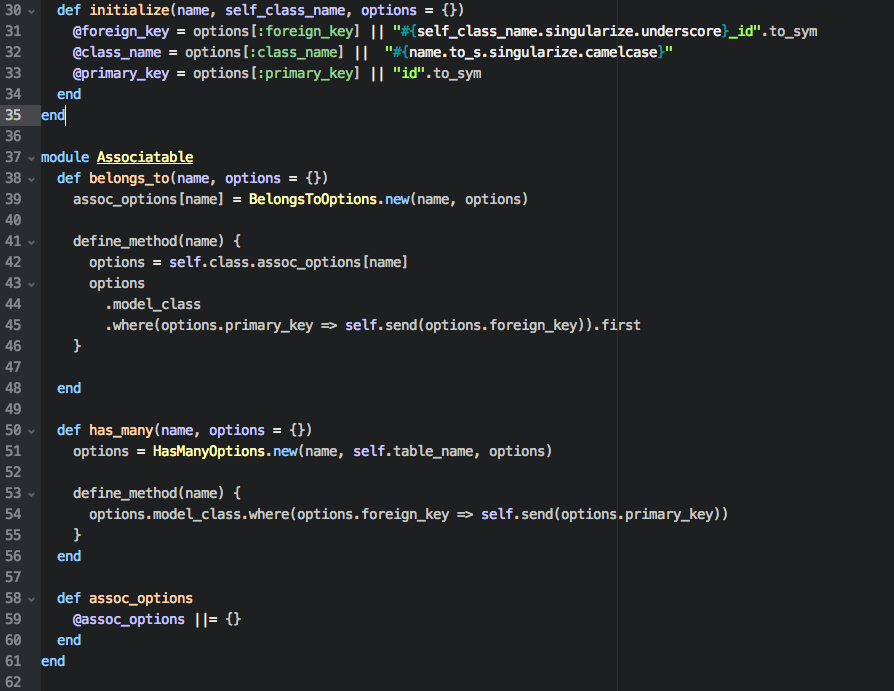 30   def initialize(name, self_class_name, options = {})
31     @foreign_key = options[:foreign_key] || "#{self_class_name.singularize.underscore}_id".to_sym
32     @class_name = options[:class_name] ||  "#{name.to_s.singularize.camelcase}"
33     @primary_key = options[:primary_key] || "id".to_sym
34   end
35 end
36
37 module Associatable
38   def belongs_to(name, options = {})
39     assoc_options[name] = BelongsToOptions.new(name, options)
40
41     define_method(name) {
42       options = self.class.assoc_options[name]
43       options
44         .model_class
45         .where(options.primary_key => self.send(options.foreign_key)).first
46     }
47
48   end
49
50   def has_many(name, options = {})
51     options = HasManyOptions.new(name, self.table_name, options)
52
53     define_method(name) {
54       options.model_class.where(options.foreign_key => self.send(options.primary_key))
55     }
56   end
57
58   def assoc_options
59     @assoc_options ||= {}
60   end
61 end
62